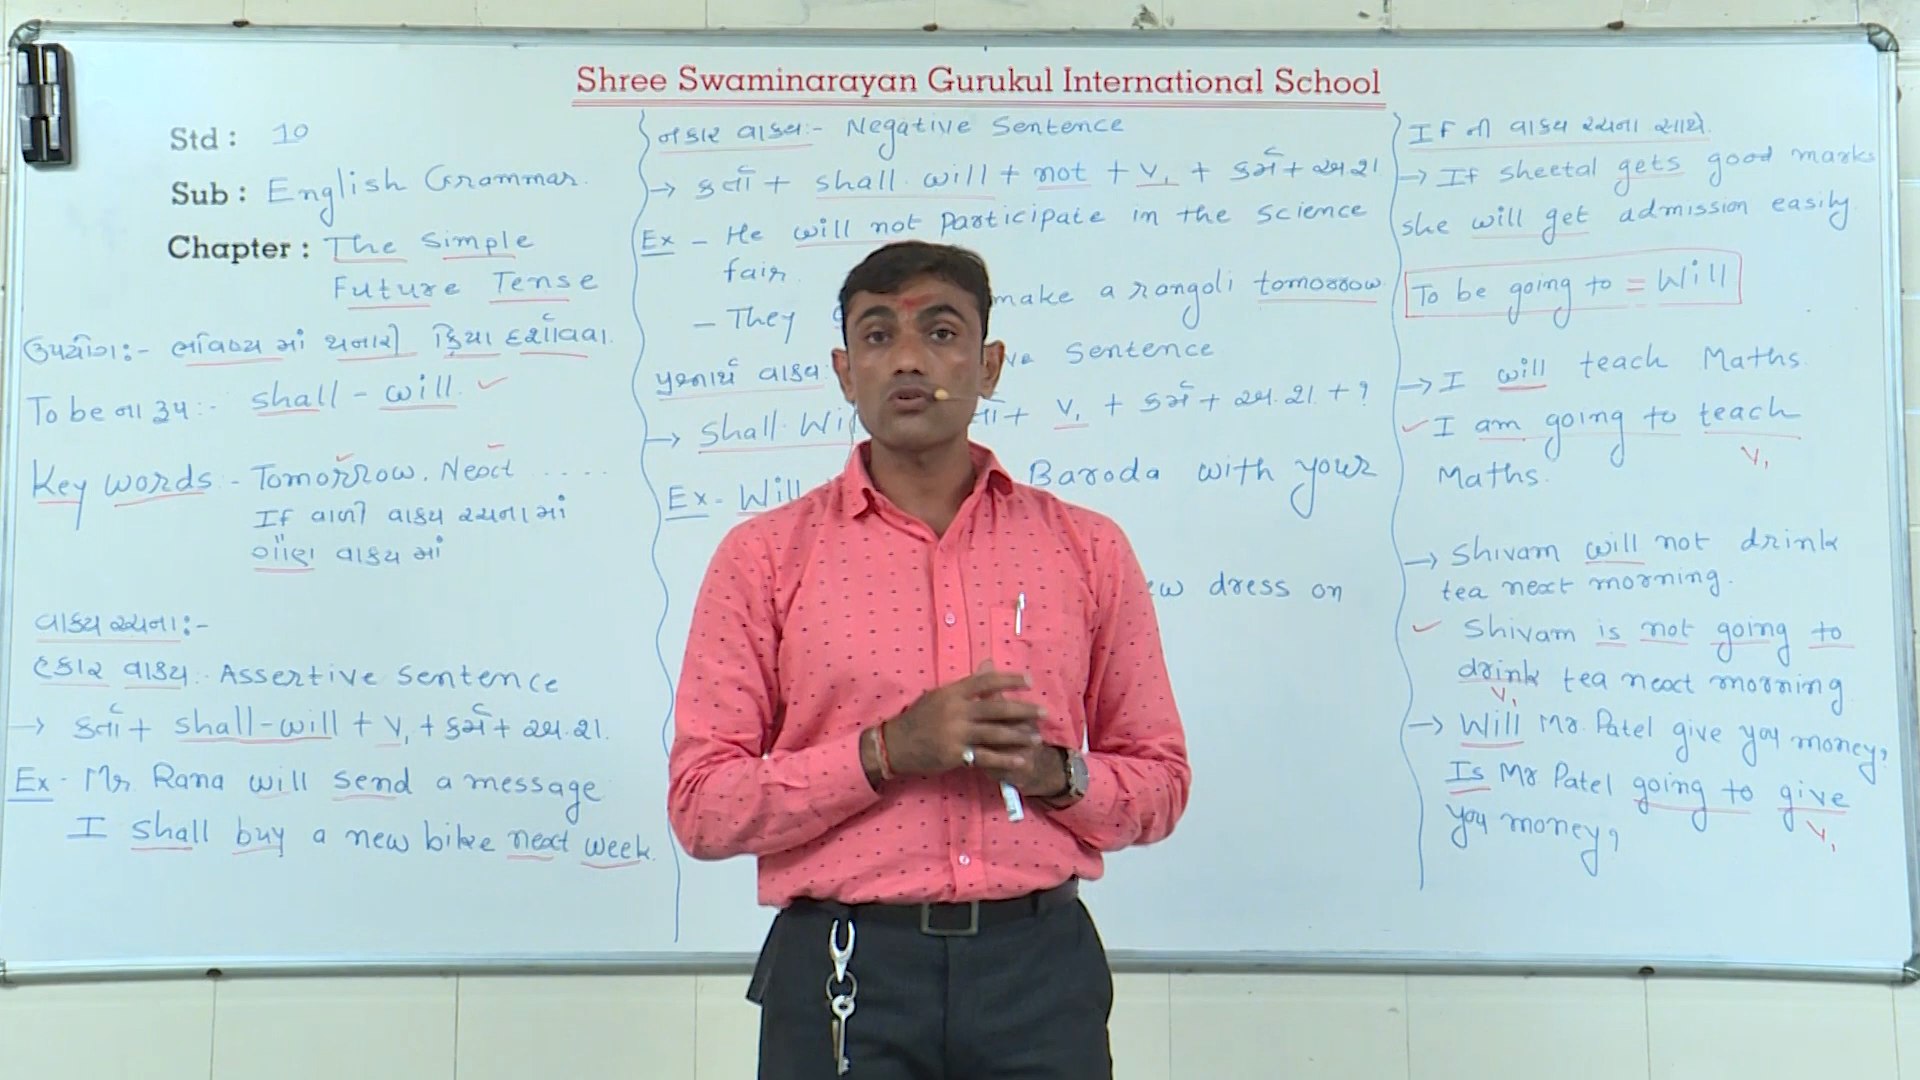 Shree Swaminarayan Gurukul International School
Std : 10
Sub : English Grammar.
Chapter : The Simple
Future Tense
ઉપયોગ:- ભવિષ્ય માં થનારી ક્રિયા દર્શાવવા.
To be ના રૂપ:- shall - will.
Key words - Tomorrow. Next ....
If વાળી વાક્ય રચના માં
ગૌણ વાક્ય માં
વાક્ય રચના:-
હકાર વાક્ય:- Assertive Sentence
→ કર્તા + shall-will + V1 + કર્મ + અ.શ.
Ex - Mr. Rana will send a message
I shall buy a new bike next week.
નકાર વાક્ય:- Negative Sentence
→ કર્તા + shall. will + not + V1 + કર્મ + અ.શ
Ex - He will not participate in the science
fair.
- They make a rangoli tomorrow.
પ્રશ્નાર્થ વાક્ય: Sentence
→ Shall. V1 + કર્મ + અ.શ. + ?
Ex - Will Baroda with your
dress on
If ની વાક્ય રચના સાથે.
→ If sheetal gets good marks
she will get admission easily.
To be going to = Will
→ I will teach Maths.
I am going to teach
V1
Maths.
→ Shivam will not drink
tea next morning.
Shivam is not going to
drink tea next morning
V1
→ Will Mr. Patel give you money?
Is Mr Patel going to give
V1
you money?